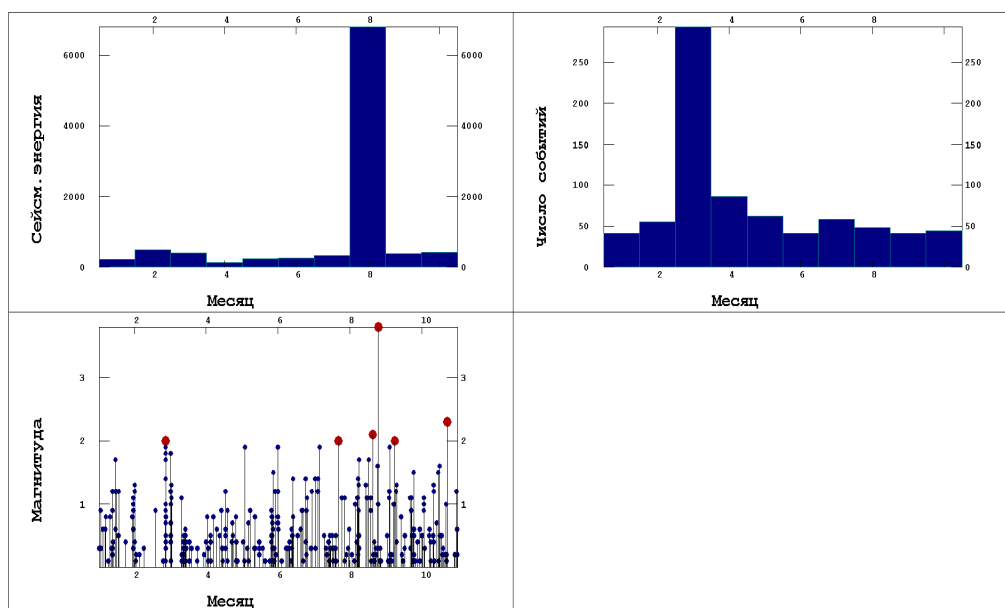 2 4 6 8
6000 6000
4000 4000
2000 2000
0 0
2 4 6 8
Сейсм.энергия
Месяц
2 4 6 8
250 250
200 200
150 150
100 100
50 50
0 0
2 4 6 8
Число событий
Месяц
2 4 6 8 10
3 3
2 2
1 1
2 4 6 8 10
Магнитуда
Месяц